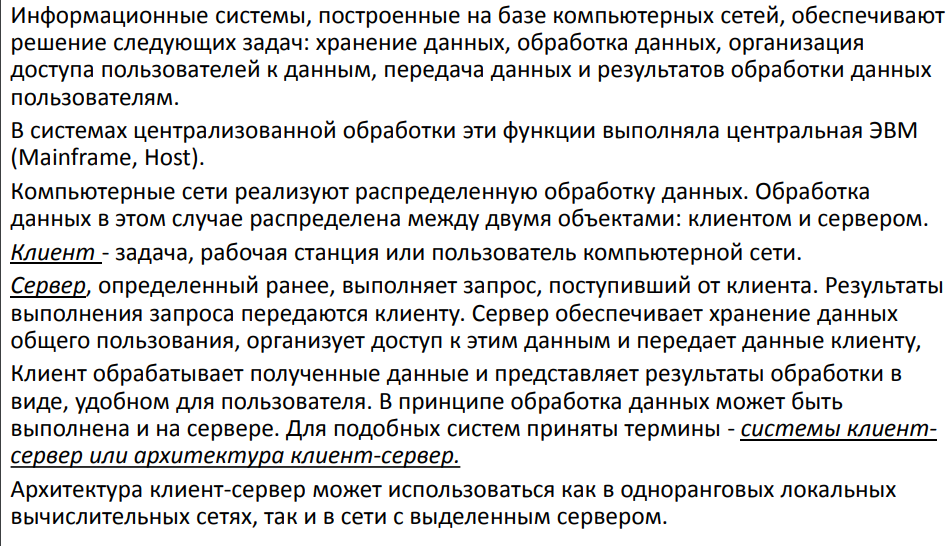 Информационные системы, построенные на базе компьютерных сетей, обеспечивают
решение следующих задач: хранение данных, обработка данных, организация
доступа пользователей к данным, передача данных и результатов обработки данных
пользователям.
В системах централизованной обработки эти функции выполняла центральная ЭВМ
(Mainframe, Host).
Компьютерные сети реализуют распределенную обработку данных. Обработка
данных в этом случае распределена между двумя объектами: клиентом и сервером.
Клиент - задача, рабочая станция или пользователь компьютерной сети.
Сервер, определенный ранее, выполняет запрос, поступивший от клиента. Результаты
выполнения запроса передаются клиенту. Сервер обеспечивает хранение данных
общего пользования, организует доступ к этим данным и передает данные клиенту,
Клиент обрабатывает полученные данные и представляет результаты обработки в
виде, удобном для пользователя. В принципе обработка данных может быть
выполнена и на сервере. Для подобных систем приняты термины - системы клиент-
сервер или архитектура клиент-сервер.
Архитектура клиент-сервер может использоваться как в одноранговых локальных
вычислительных сетях, так и в сети с выделенным сервером.